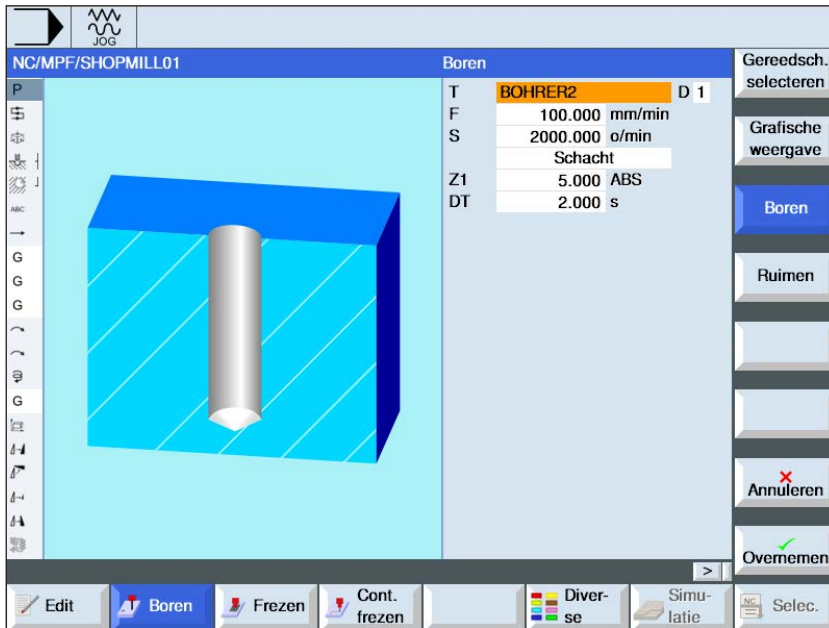 JOG
NC/MPF/SHOPMILL01
Boren
Gereedsch.
selecteren
P
T BOHRER2 D 1
F 100.000 mm/min
S 2000.000 o/min
Schacht
Z1 5.000 ABS
DT 2.000 s
Grafische
weergave
Boren
Ruimen
ABC
G
G
G
G
Annuleren
Overnemen
>
Edit
Boren
Frezen
Cont.
frezen
Diver-
se
Simu-
latie
NC
Selec.